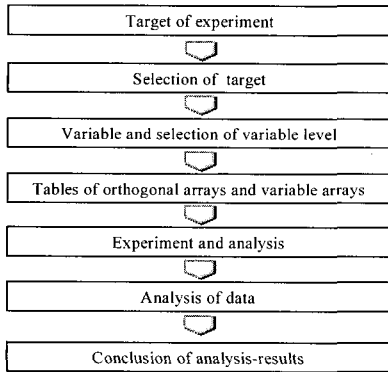 Target of experiment
Selection of target
Variable and selection of variable level
Tables of orthogonal arrays and variable arrays
Experiment and analysis
Analysis of data
Conclusion of analysis-results